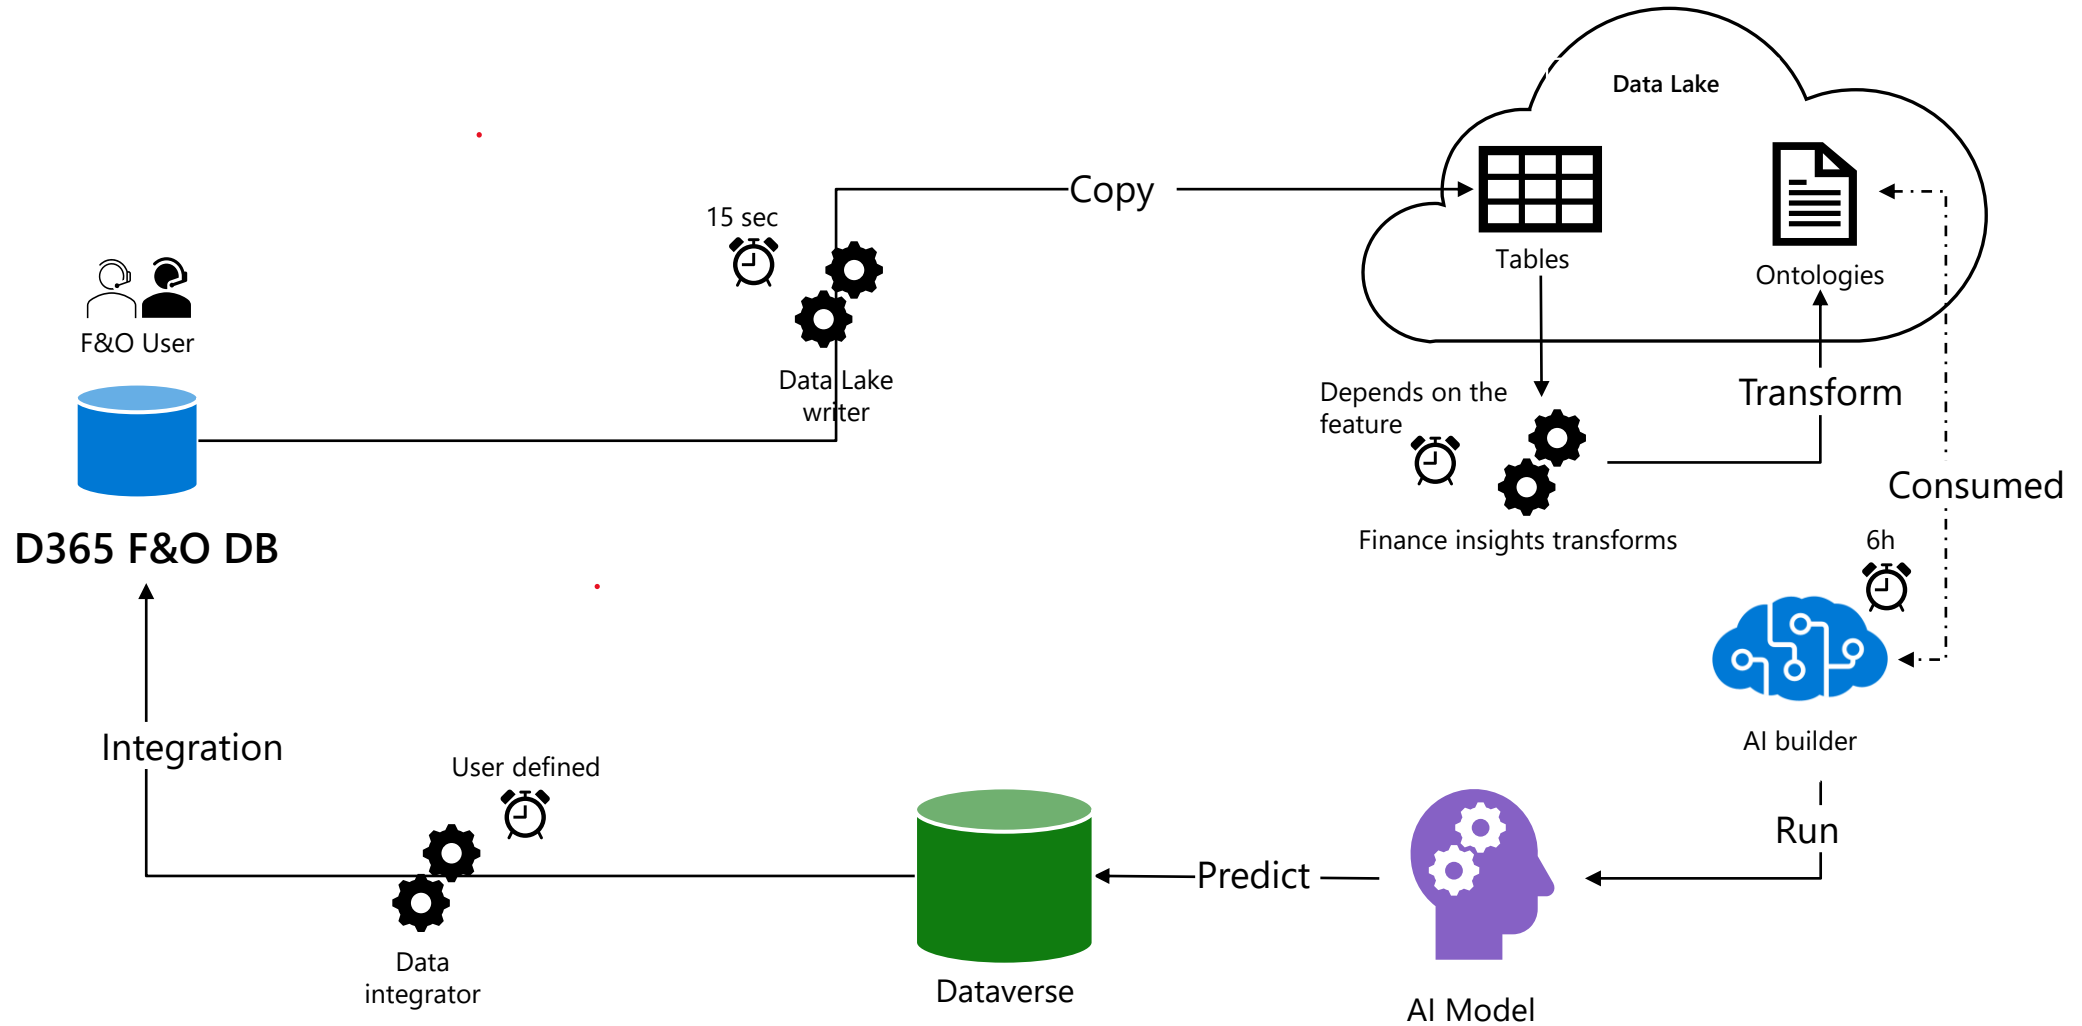 Data Lake
Copy
15 sec
Tables
Ontologies
F&O User
Data Lake
writer
Depends on the
feature
Transform
Consumed
D365 F&O DB
Finance insights transforms
6h
Integration
User defined
AI builder
Run
Predict
Data
integrator
Dataverse
AI Model